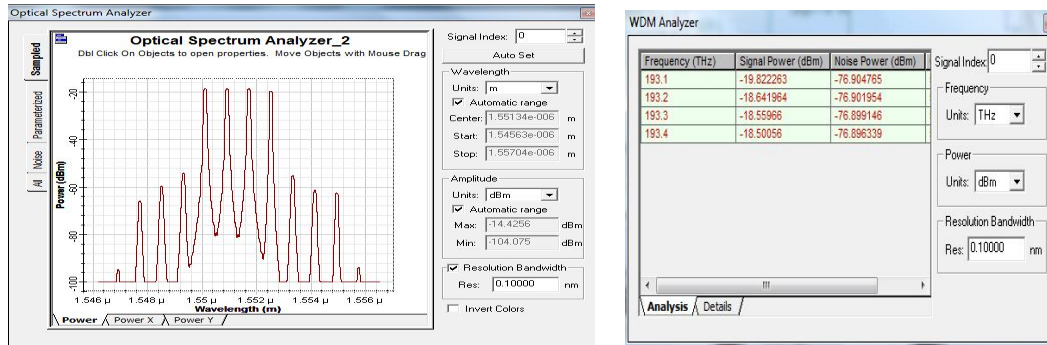 Optical Spectrum Analyzer
Optical Spectrum Analyzer_2
Dbl Click On Objects to open properties. Move Objects with Mouse Drag
Sampled
Parameterized
Noise
All
Power (dBm)
-20
-40
-60
-80
-100
1.546 µ 1.548 µ 1.55 µ 1.552 µ 1.554 µ 1.556 µ
Wavelength (m)
Power Power X Power Y
Signal Index: 0
Auto Set
Wavelength
Units: m
Automatic range
Center: 1.55134e-006 m
Start: 1.54563e-006 m
Stop: 1.55704e-006 m
Amplitude
Units: dBm
Automatic range
Max: -14.4256 dBm
Min: -104.075 dBm
Resolution Bandwidth
Res: 0.10000 nm
Invert Colors
WDM Analyzer
Frequency (THz) Signal Power (dBm) Noise Power (dBm)
193.1 -19.822263 -76.904765
193.2 -18.641964 -76.901954
193.3 -18.55966 -76.899146
193.4 -18.50056 -76.896339
Analysis Details
Signal Index: 0
Frequency
Units: THz
Power
Units: dBm
Resolution Bandwidth
Res: 0.10000 nm